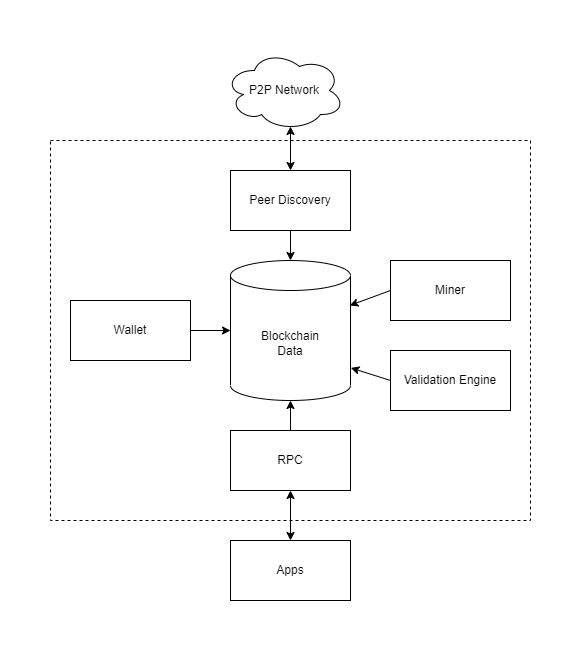 P2P Network
Peer Discovery
Miner
Wallet
Blockchain
Data
Validation Engine
RPC
Apps